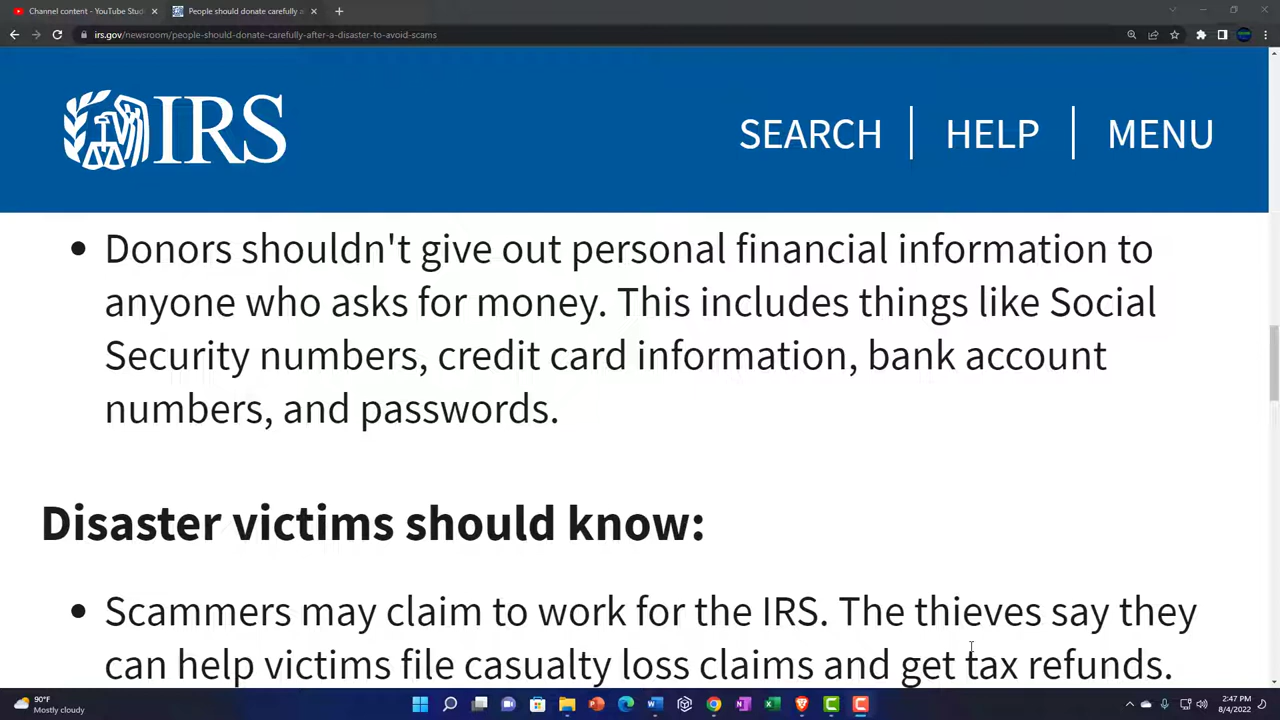 Channel content - YouTube Stud
People should donate carefully a
irs.gov/newsroom/people-should-donate-carefully-after-a-disaster-to-avoid-scams
IRS
SEARCH
HELP
MENU
• Donors shouldn't give out personal financial information to
anyone who asks for money. This includes things like Social
Security numbers, credit card information, bank account
numbers, and passwords.
Disaster victims should know:
• Scammers may claim to work for the IRS. The thieves say they
can help victims file casualty loss claims and get tax refunds.
90°F
Mostly cloudy
2:47 PM
8/4/2022